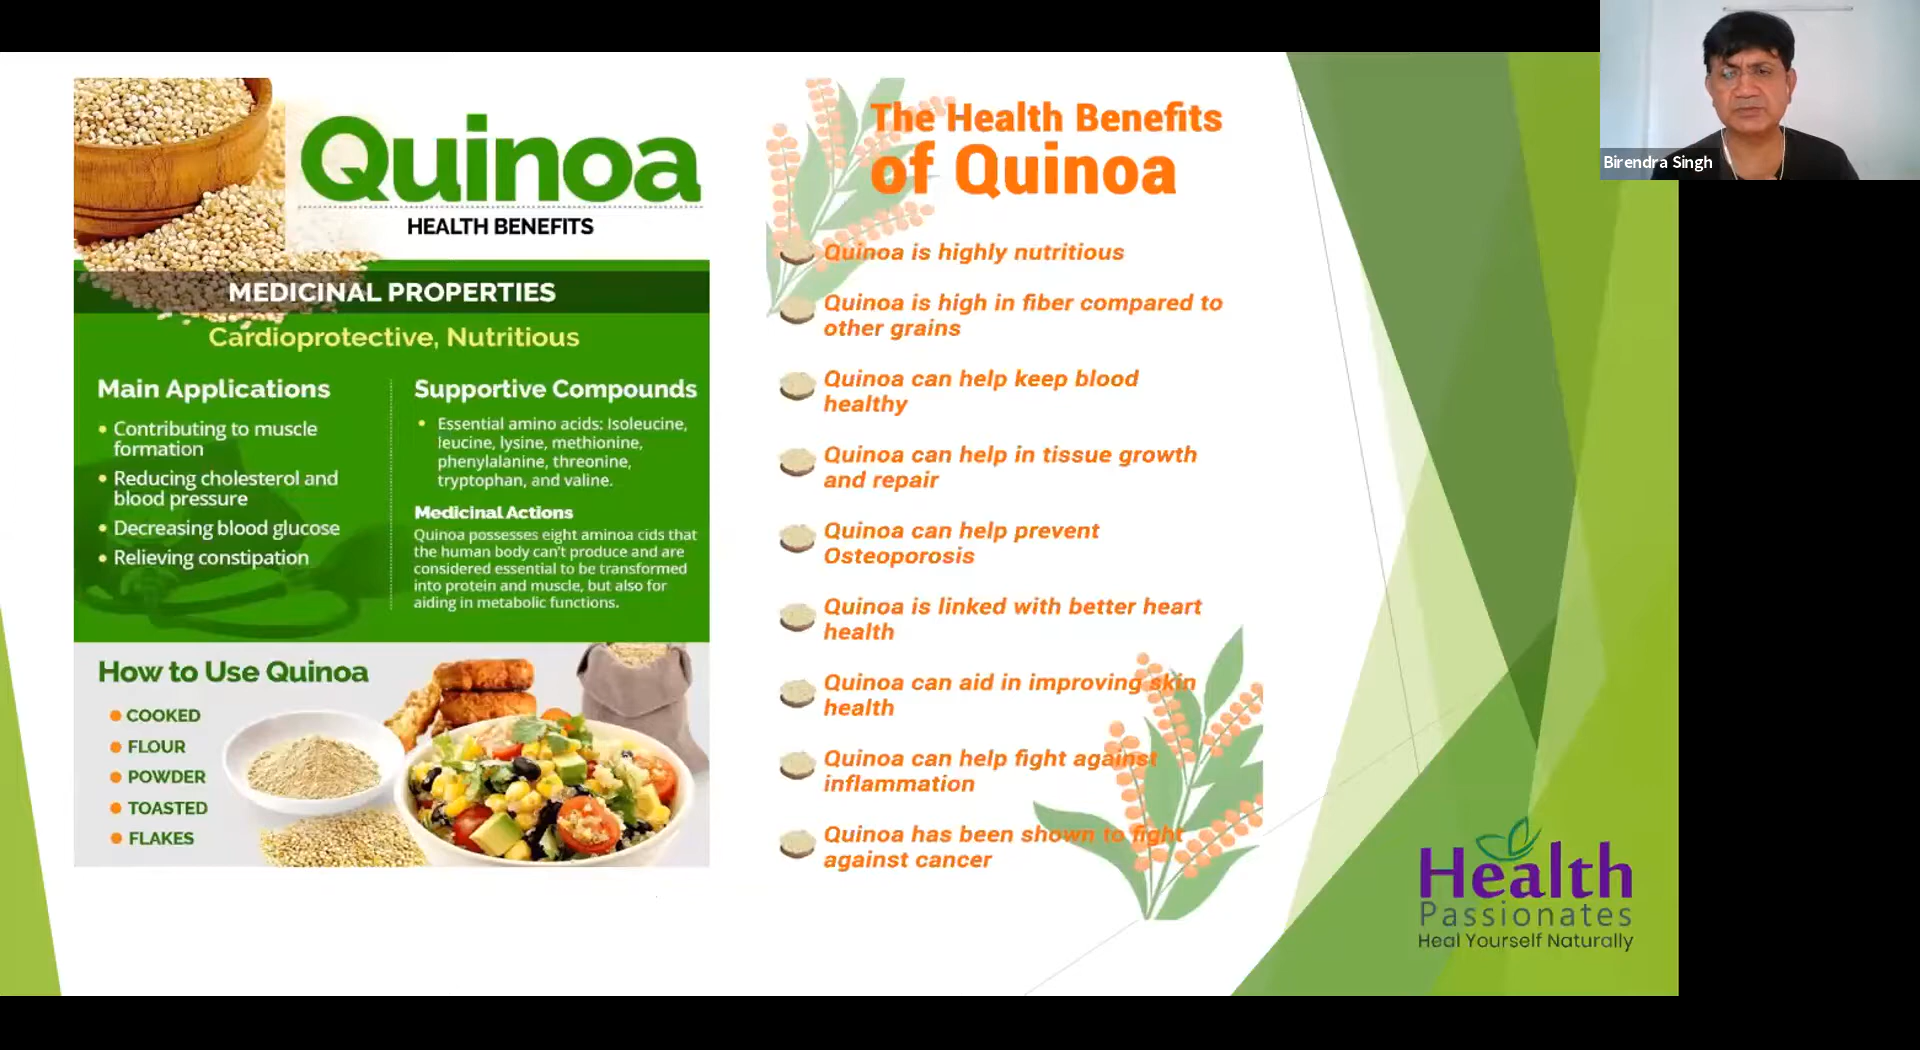 Quinoa
HEALTH BENEFITS
MEDICINAL PROPERTIES
Cardioprotective, Nutritious
Main Applications
• Contributing to muscle
formation
• Reducing cholesterol and
blood pressure
• Decreasing blood glucose
• Relieving constipation
Supportive Compounds
• Essential amino acids: Isoleucine,
leucine, lysine, methionine,
phenylalanine, threonine,
tryptophan, and valine.
Medicinal Actions
Quinoa possesses eight aminoa cids that
the human body can't produce and are
considered essential to be transformed
into protein and muscle, but also for
aiding in metabolic functions.
How to Use Quinoa
COOKED
FLOUR
POWDER
TOASTED
FLAKES
The Health Benefits
of Quinoa
Quinoa is highly nutritious
Quinoa is high in fiber compared to
other grains
Quinoa can help keep blood
healthy
Quinoa can help in tissue growth
and repair
Quinoa can help prevent
Osteoporosis
Quinoa is linked with better heart
health
Quinoa can aid in improving skin
health
Quinoa can help fight against
inflammation
Quinoa has been shown to fight
against cancer
Health
Passionates
Heal Yourself Naturally
Birendra Singh